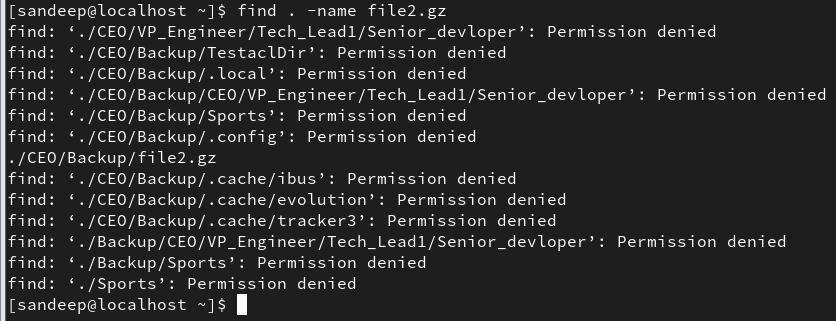 [sandeep@localhost ~]$ find . -name file2.gz
find: ‘./CEO/VP_Engineer/Tech_Lead1/Senior_devloper’: Permission denied
find: ‘./CEO/Backup/TestaclDir’: Permission denied
find: ‘./CEO/Backup/.local’: Permission denied
find: ‘./CEO/Backup/CEO/VP_Engineer/Tech_Lead1/Senior_devloper’: Permission denied
find: ‘./CEO/Backup/Sports’: Permission denied
find: ‘./CEO/Backup/.config’: Permission denied
./CEO/Backup/file2.gz
find: ‘./CEO/Backup/.cache/ibus’: Permission denied
find: ‘./CEO/Backup/.cache/evolution’: Permission denied
find: ‘./CEO/Backup/.cache/tracker3’: Permission denied
find: ‘./Backup/CEO/VP_Engineer/Tech_Lead1/Senior_devloper’: Permission denied
find: ‘./Backup/Sports’: Permission denied
find: ‘./Sports’: Permission denied
[sandeep@localhost ~]$